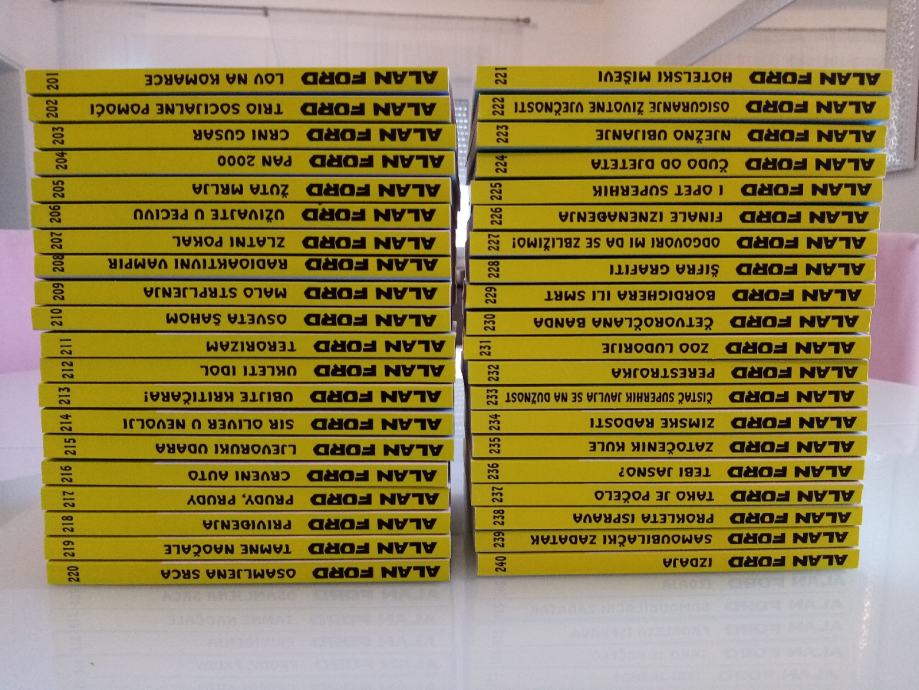 ALAN FORD LOV NA KOMARCE 201
ALAN FORD TRIO SOCIJALNE POMOĆI 202
ALAN FORD CRNI GUSAR 203
ALAN FORD PAN 2000 204
ALAN FORD ŽUTA MRLJA 205
ALAN FORD UŽIVAJTE U PECIVU 206
ALAN FORD ZLATNI POKAL 207
ALAN FORD RADIOAKTIVNI VAMPIR 208
ALAN FORD MALO STRPLJENJA 209
ALAN FORD OSVETA ŠAHOM 210
ALAN FORD TERORIZAM 211
ALAN FORD UKLETI IDOL 212
ALAN FORD UBIJTE KRITIČARA! 213
ALAN FORD SIR OLIVER U NEVOLJI 214
ALAN FORD LJEVORUKI UDARA 215
ALAN FORD CRVENI AUTO 216
ALAN FORD PRUDY, PRUDY 217
ALAN FORD PRIVIĐENJA 218
ALAN FORD TAMNE NAOČALE 219
ALAN FORD OSAMLJENA SRCA 220
ALAN FORD HOTELSKI MIŠEVI 221
ALAN FORD OSIGURANJE ŽIVOTNE VJEČNOSTI 222
ALAN FORD NJEŽNO UBIJANJE 223
ALAN FORD ČUDO OD DJETETA 224
ALAN FORD I OPET SUPERHIK 225
ALAN FORD FINALE IZNENAĐENJA 226
ALAN FORD ODGOVORI MI DA SE ZBLIŽIMO! 227
ALAN FORD ŠIFRA GRAFITI 228
ALAN FORD BORDIGHERA ILI SMRT 229
ALAN FORD ČETVOROČLANA BANDA 230
ALAN FORD ZOO LUDORIJE 231
ALAN FORD PERESTROJKA 232
ALAN FORD ČISTAČ SUPERHIK JAVLJA SE NA DUŽNOST 233
ALAN FORD ZIMSKE RADOSTI 234
ALAN FORD ZATOČENIK KULE 235
ALAN FORD TEBI JASNO? 236
ALAN FORD TAKO JE POČELO 237
ALAN FORD PROKLETA ISPRAVA 238
ALAN FORD SAMOUBILAČKI ZADATAK 239
ALAN FORD IZDAJA 240